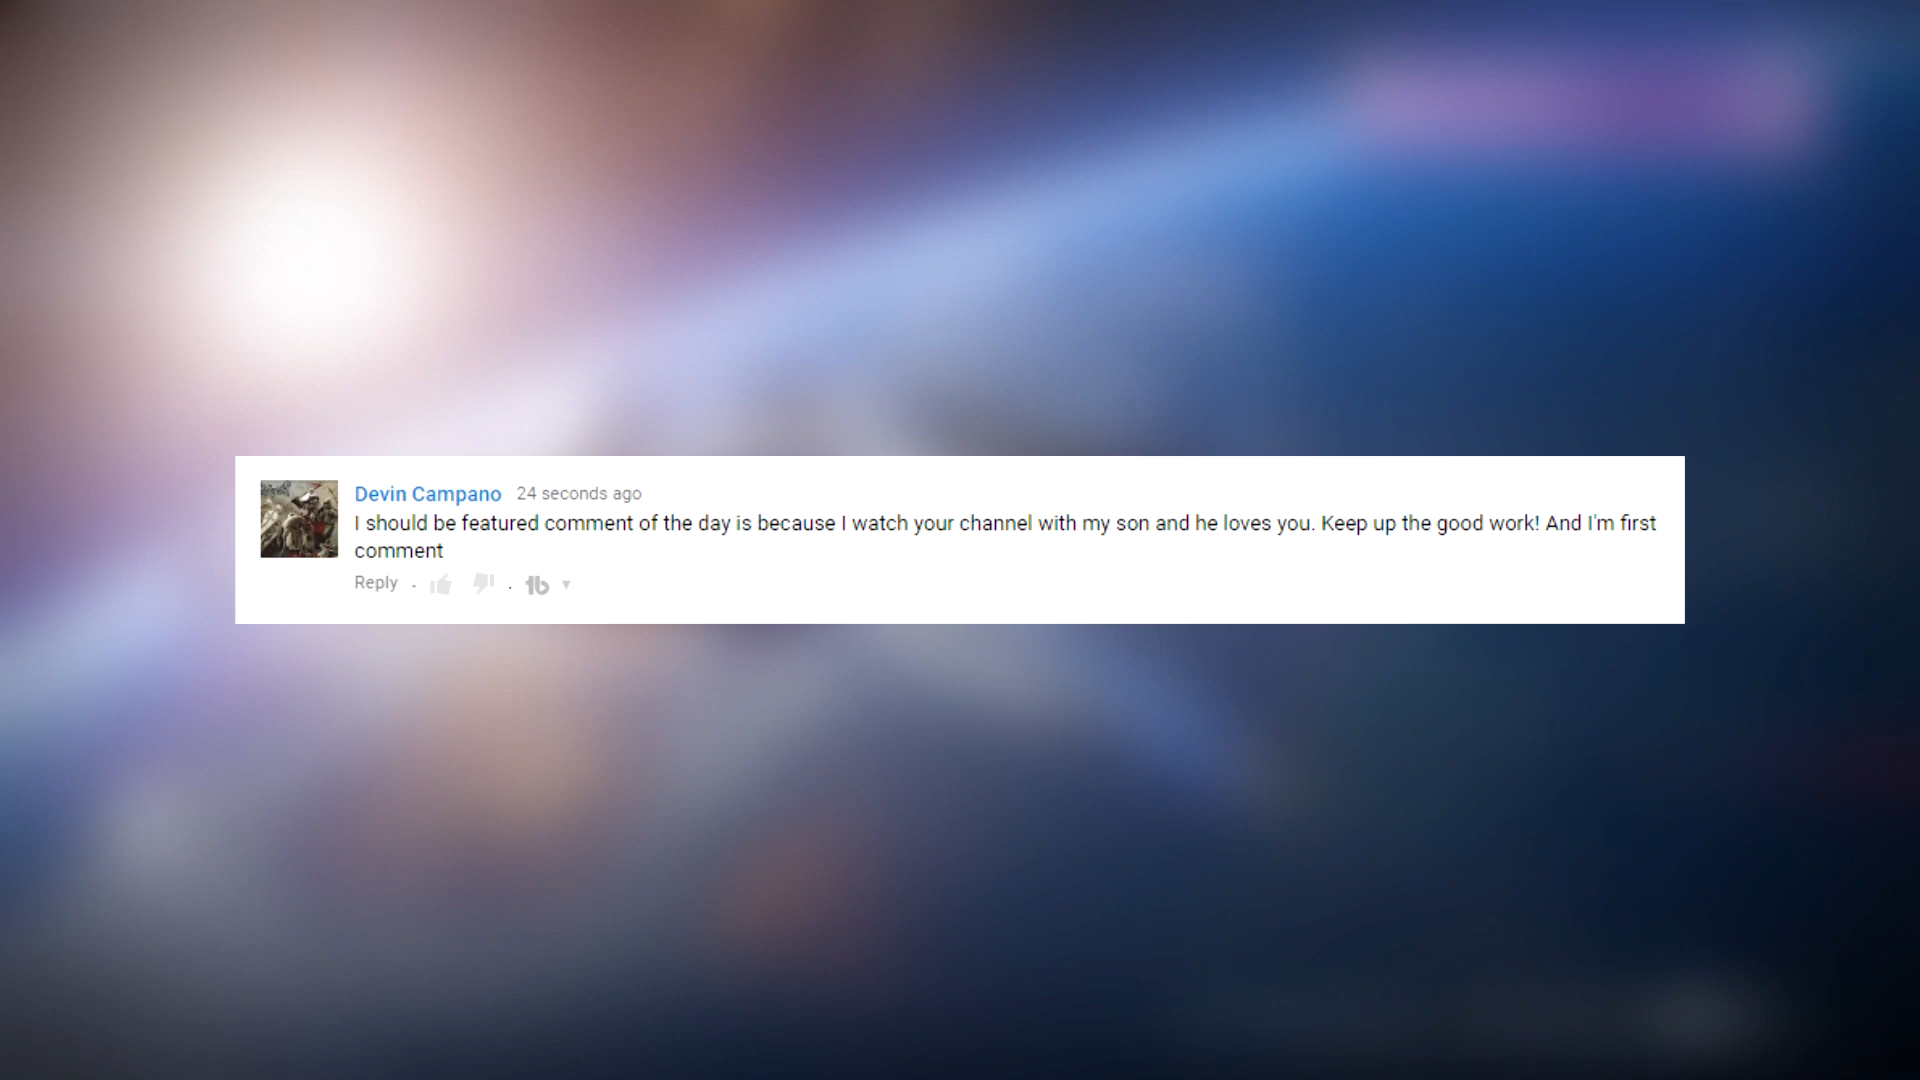 Devin Campano 24 seconds ago
I should be featured comment of the day is because I watch your channel with my son and he loves you. Keep up the good work! And I'm first
comment
Reply . . tb ▾